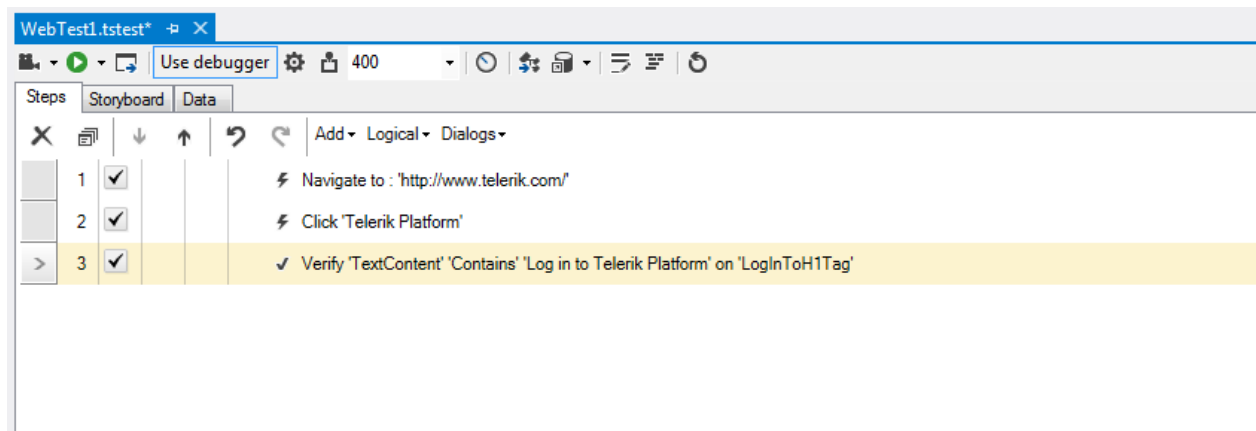 WebTest1.tstest*
Use debugger 400
Steps Storyboard Data
Add Logical Dialogs
1 Navigate to : 'http://www.telerik.com/'
2 Click 'Telerik Platform'
3 Verify 'TextContent' 'Contains' 'Log in to Telerik Platform' on 'LogInToH1Tag'